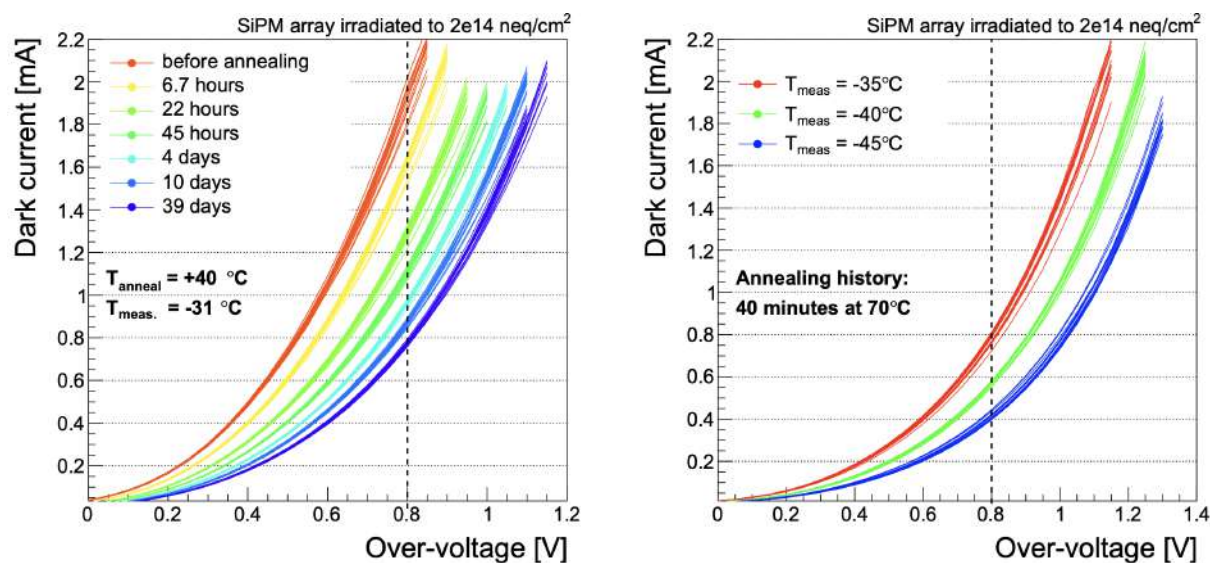 SiPM array irradiated to 2e14 neq/cm²
Dark current [mA]
2.2
2
1.8
1.6
1.4
1.2
1
0.8
0.6
0.4
0.2
before annealing
6.7 hours
22 hours
45 hours
4 days
10 days
39 days
T_anneal = +40 °C
T_meas. = -31 °C
0 0.2 0.4 0.6 0.8 1 1.2
Over-voltage [V]
SiPM array irradiated to 2e14 neq/cm²
Dark current [mA]
2.2
2
1.8
1.6
1.4
1.2
1
0.8
0.6
0.4
0.2
T_meas = -35°C
T_meas = -40°C
T_meas = -45°C
Annealing history:
40 minutes at 70°C
0 0.2 0.4 0.6 0.8 1 1.2 1.4
Over-voltage [V]